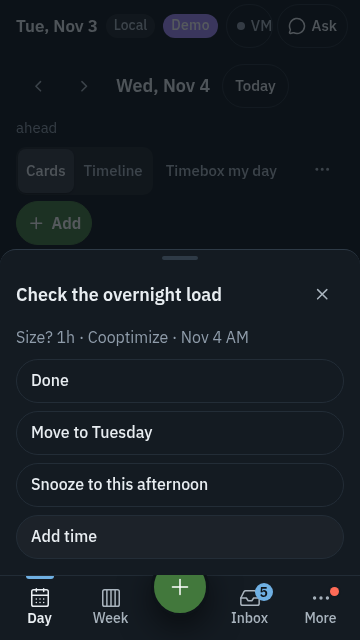 Tue, Nov 3 Local Demo VM Ask
Wed, Nov 4 Today
ahead
Cards Timeline Timebox my day ···
+ Add
Check the overnight load
Size? 1h · Cooptimize · Nov 4 AM
Done
Move to Tuesday
Snooze to this afternoon
Add time
5
Day Week Inbox More